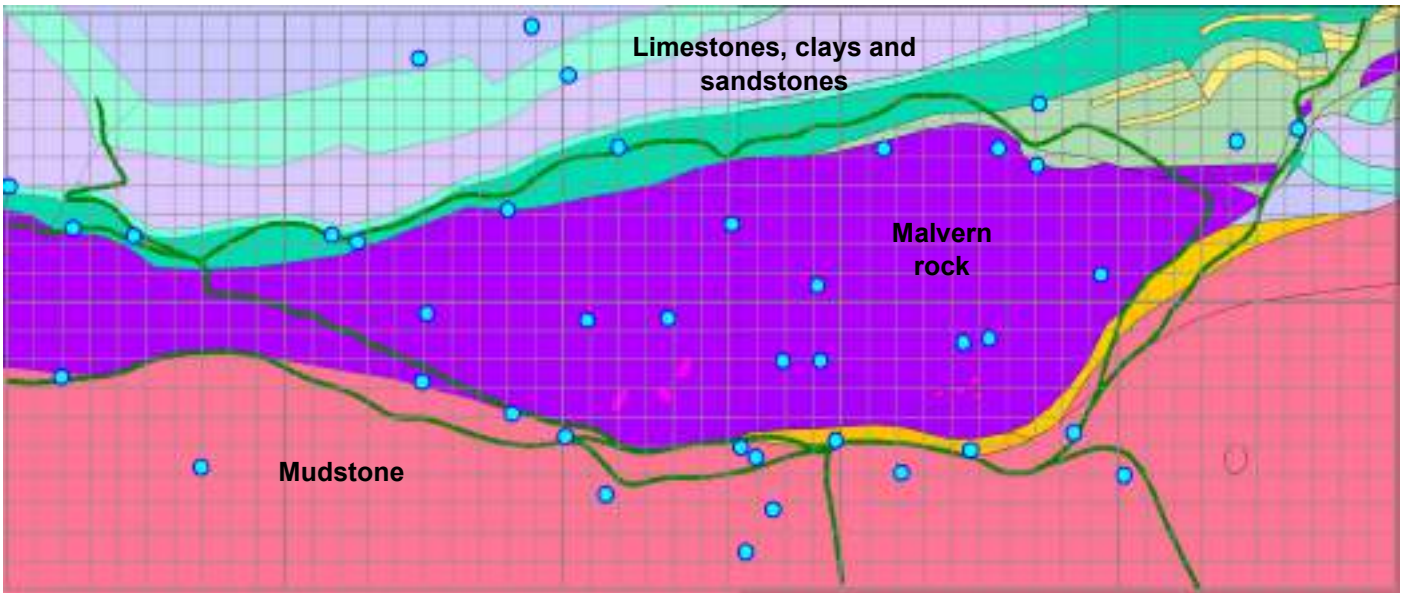 Limestones, clays and
sandstones
Malvern
rock
Mudstone